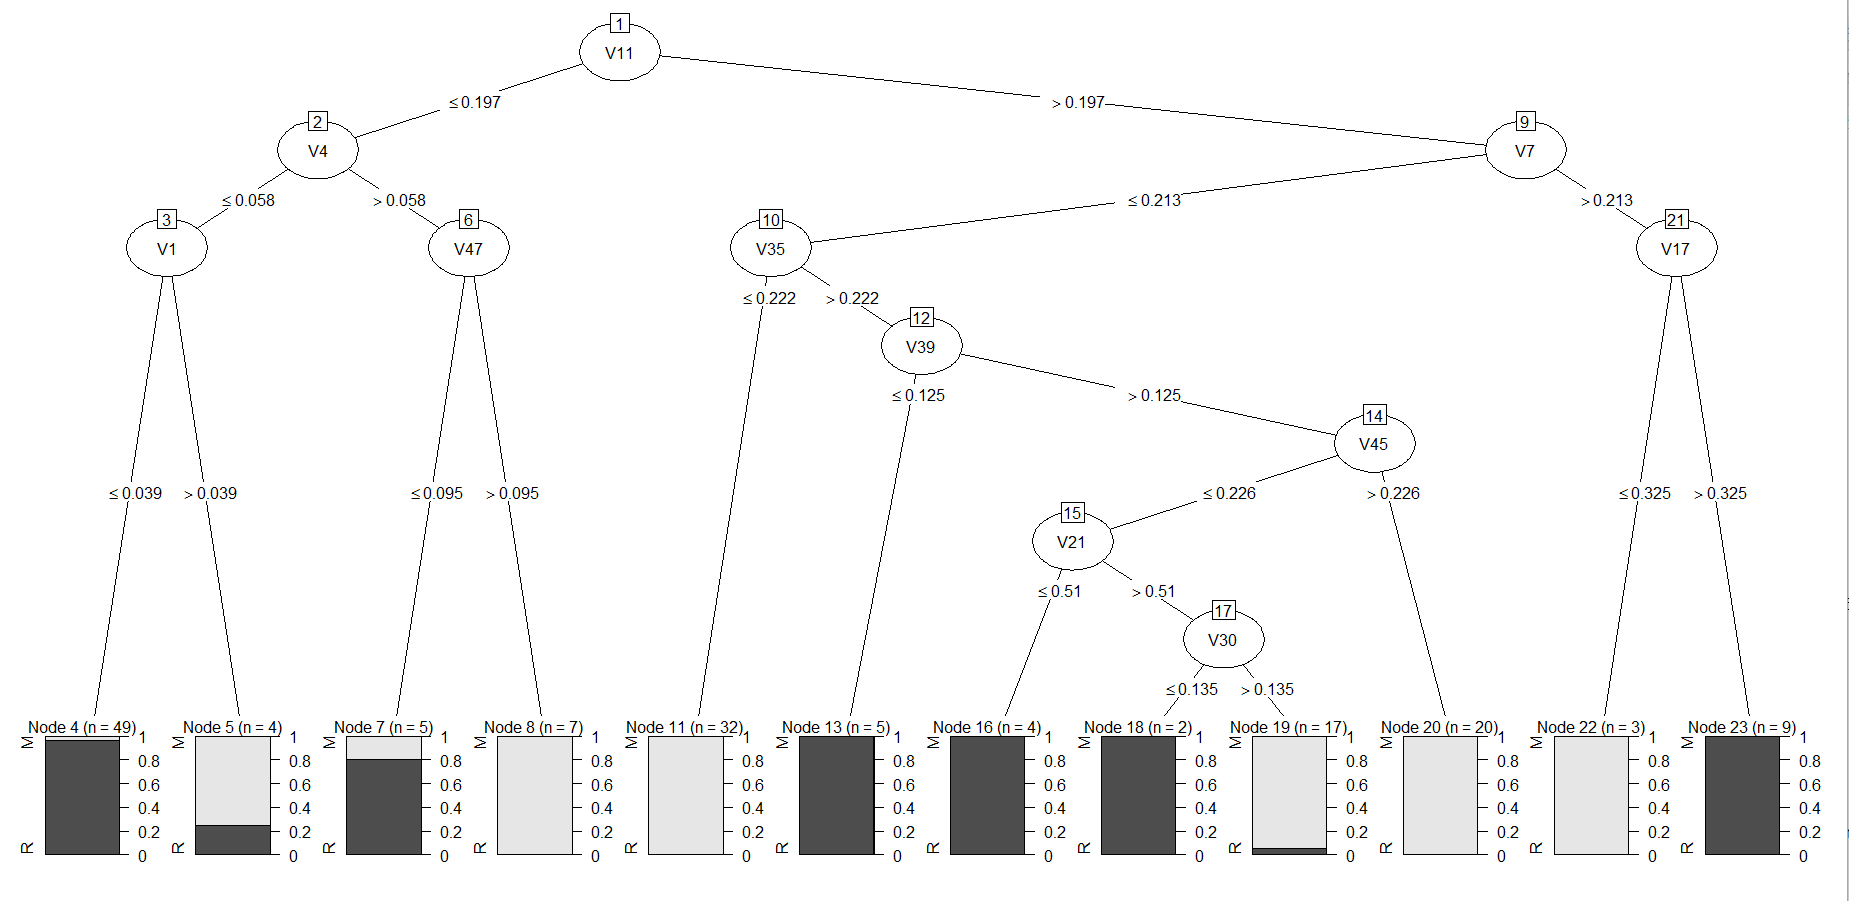 1
V11
≤ 0.197
> 0.197
2
V4
9
V7
≤ 0.058
> 0.058
≤ 0.213
> 0.213
3
V1
6
V47
10
V35
21
V17
≤ 0.222
> 0.222
12
V39
≤ 0.125
> 0.125
14
V45
≤ 0.039
> 0.039
≤ 0.095
> 0.095
≤ 0.226
> 0.226
≤ 0.325
> 0.325
15
V21
≤ 0.51
> 0.51
17
V30
≤ 0.135
> 0.135
Node 4 (n = 49)
M
R
1
0.8
0.6
0.4
0.2
0
Node 5 (n = 4)
M
R
1
0.8
0.6
0.4
0.2
0
Node 7 (n = 5)
M
R
1
0.8
0.6
0.4
0.2
0
Node 8 (n = 7)
M
R
1
0.8
0.6
0.4
0.2
0
Node 11 (n = 32)
M
R
1
0.8
0.6
0.4
0.2
0
Node 13 (n = 5)
M
R
1
0.8
0.6
0.4
0.2
0
Node 16 (n = 4)
M
R
1
0.8
0.6
0.4
0.2
0
Node 18 (n = 2)
M
R
1
0.8
0.6
0.4
0.2
0
Node 19 (n = 17)
M
R
1
0.8
0.6
0.4
0.2
0
Node 20 (n = 20)
M
R
1
0.8
0.6
0.4
0.2
0
Node 22 (n = 3)
M
R
1
0.8
0.6
0.4
0.2
0
Node 23 (n = 9)
M
R
1
0.8
0.6
0.4
0.2
0